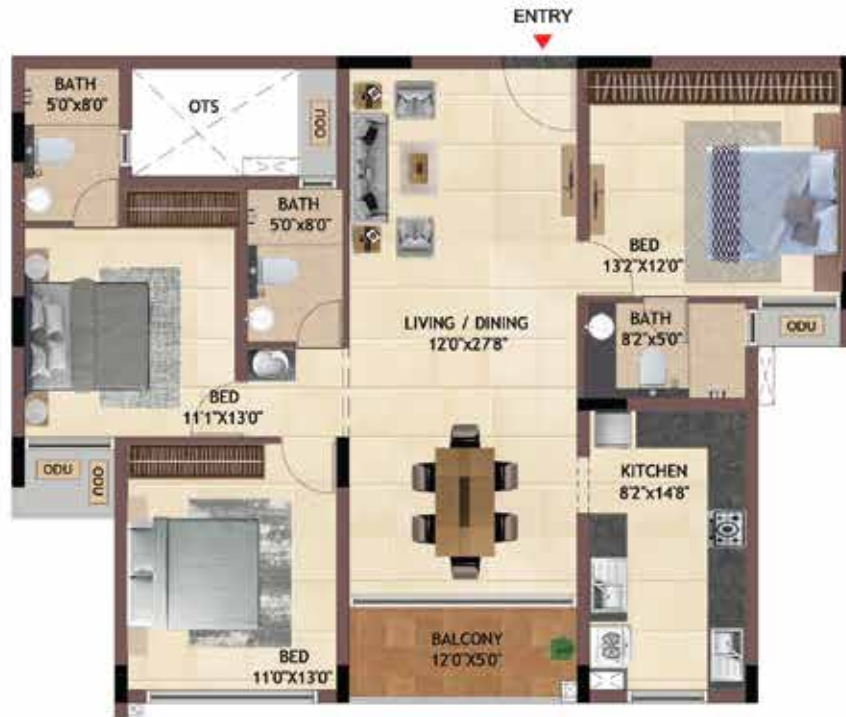 ENTRY
BATH
5'0"x8'0"
OTS
ODU
BATH
5'0"x8'0"
BED
13'2"X12'0"
LIVING / DINING
12'0"x27'8"
BATH
8'2"x5'0"
ODU
BED
11'1"X13'0"
ODU
ODU
KITCHEN
8'2"x14'8"
BED
11'0"X13'0"
BALCONY
12'0"X5'0"